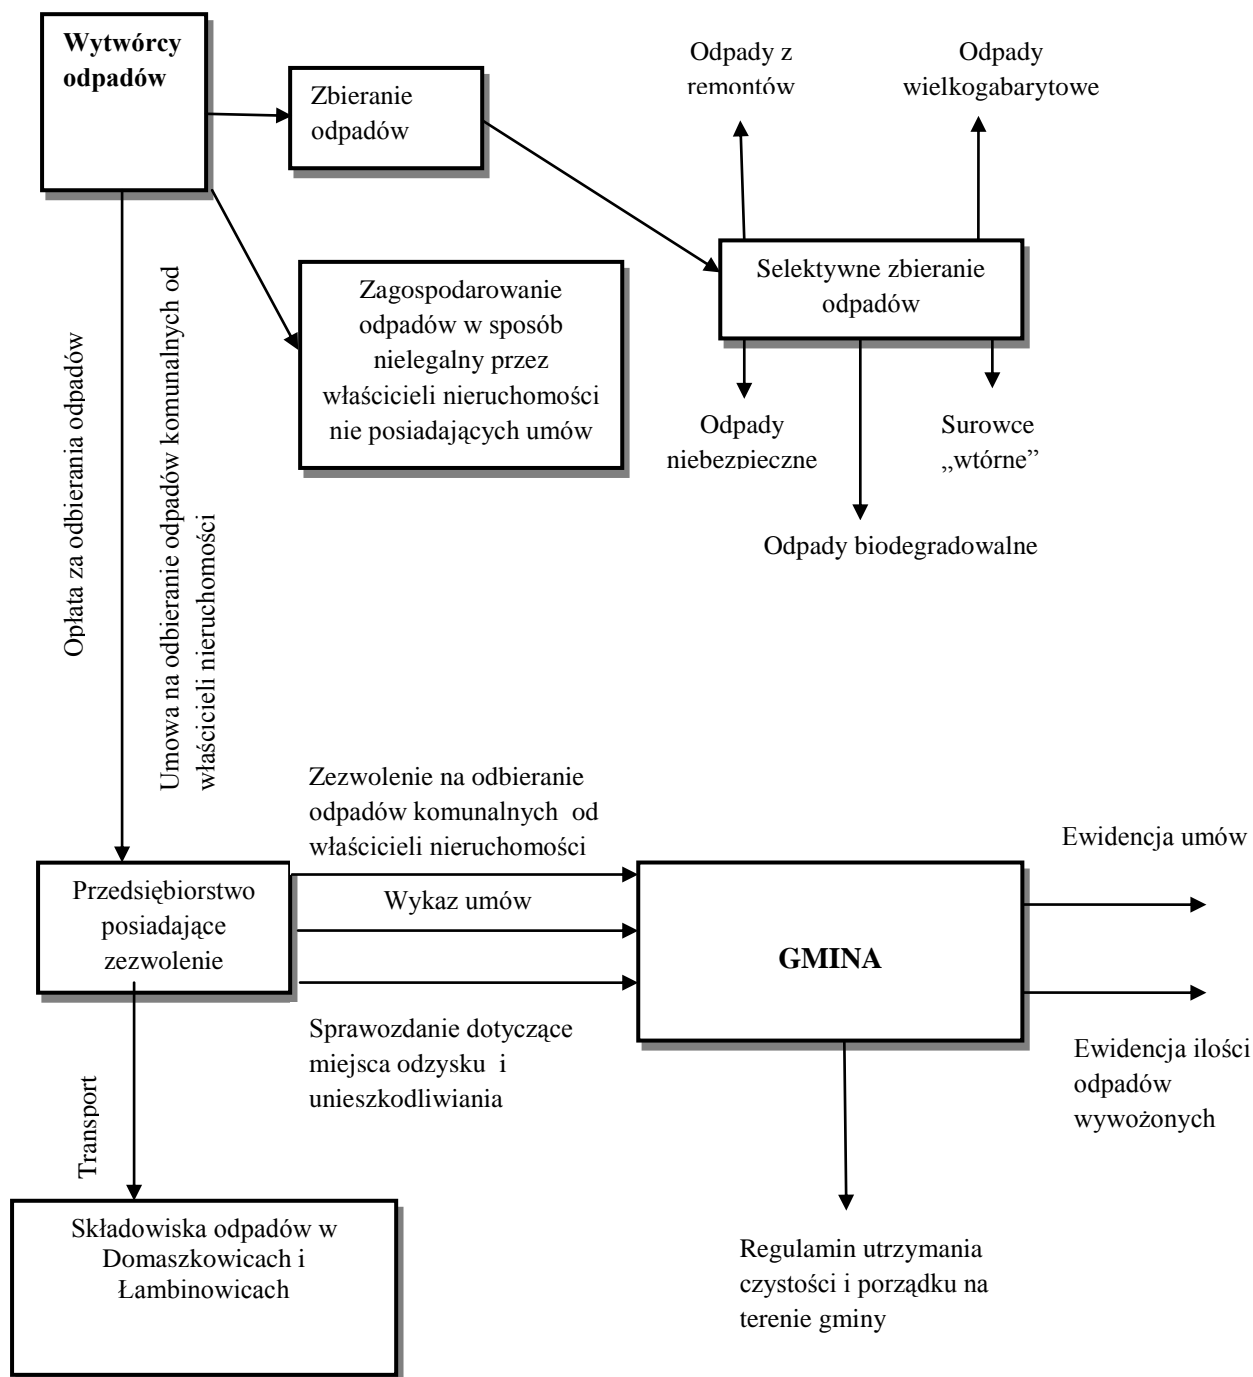 Wytwórcy
odpadów
Zbieranie
odpadów
Odpady z
remontów
Odpady
wielkogabarytowe
Selektywne zbieranie
odpadów
Zagospodarowanie
odpadów w sposób
nielegalny przez
właścicieli nieruchomości
nie posiadających umów
Odpady
niebezpieczne
Surowce
„wtórne”
Odpady biodegradowalne
Opłata za odbierania odpadów
Umowa na odbieranie odpadów komunalnych od
właścicieli nieruchomości
Zezwolenie na odbieranie
odpadów komunalnych od
właścicieli nieruchomości
Wykaz umów
Sprawozdanie dotyczące
miejsca odzysku i
unieszkodliwiania
Przedsiębiorstwo
posiadające
zezwolenie
GMINA
Ewidencja umów
Ewidencja ilości
odpadów
wywożonych
Transport
Składowiska odpadów w
Domaszkowicach i
Łambinowicach
Regulamin utrzymania
czystości i porządku na
terenie gminy